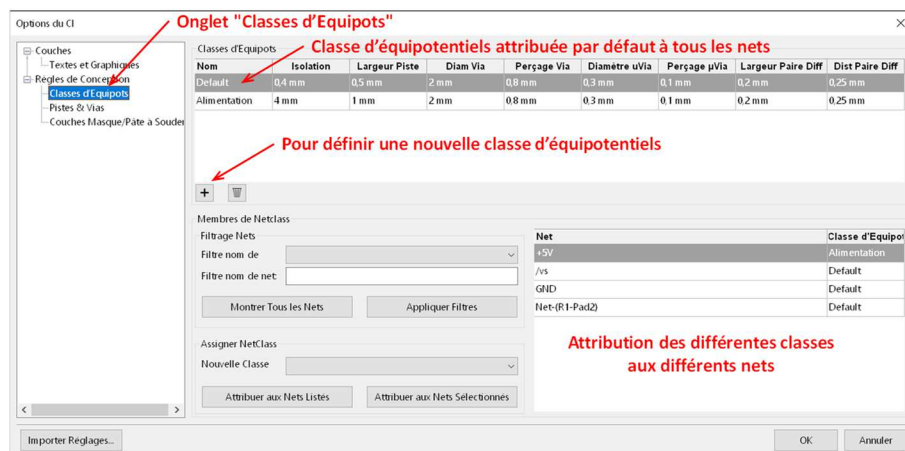 Options du CI
Onglet "Classes d’Equipots"
×
Couches
Textes et Graphiques
Règles de Conception
Classes d'Equipots
Pistes & Vias
Couches Masque/Pâte à Souder
Classes d'Equipots
Classe d’équipotentiels attribuée par défaut à tous les nets
Nom Isolation Largeur Piste Diam Via Perçage Via Diamètre uVia Perçage µVia Largeur Paire Diff Dist Paire Diff
Default 0,4 mm 0,5 mm 2 mm 0,8 mm 0,3 mm 0,1 mm 0,2 mm 0,25 mm
Alimentation 4 mm 1 mm 2 mm 0,8 mm 0,3 mm 0,1 mm 0,2 mm 0,25 mm
Pour définir une nouvelle classe d’équipotentiels
+
Membres de Netclass
Filtrage Nets
Filtre nom de
Filtre nom de net:
Montrer Tous les Nets Appliquer Filtres
Assigner NetClass
Nouvelle Classe
Attribuer aux Nets Listés Attribuer aux Nets Sélectionnés
Net Classe d'Equipot
+5V Alimentation
/vs Default
GND Default
Net-(R1-Pad2) Default
Attribution des différentes classes
aux différents nets
Importer Réglages... OK Annuler